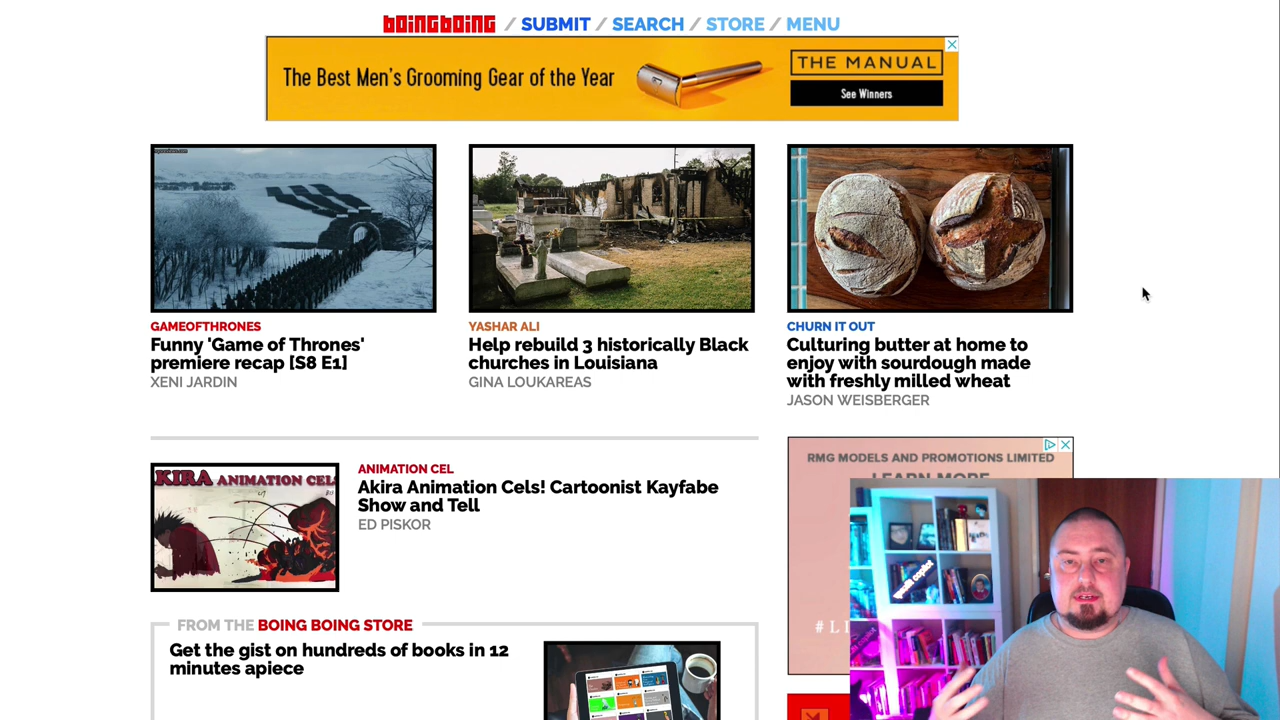 boingboing / SUBMIT / SEARCH / STORE / MENU
The Best Men's Grooming Gear of the Year
THE MANUAL
See Winners
GAMEOFTHRONES
Funny 'Game of Thrones'
premiere recap [S8 E1]
XENI JARDIN
YASHAR ALI
Help rebuild 3 historically Black
churches in Louisiana
GINA LOUKAREAS
CHURN IT OUT
Culturing butter at home to
enjoy with sourdough made
with freshly milled wheat
JASON WEISBERGER
KIRA ANIMATION CELS
ANIMATION CEL
Akira Animation Cels! Cartoonist Kayfabe
Show and Tell
ED PISKOR
RMG MODELS AND PROMOTIONS LIMITED
LEARN MORE
#LI
FROM THE BOING BOING STORE
Get the gist on hundreds of books in 12
minutes apiece